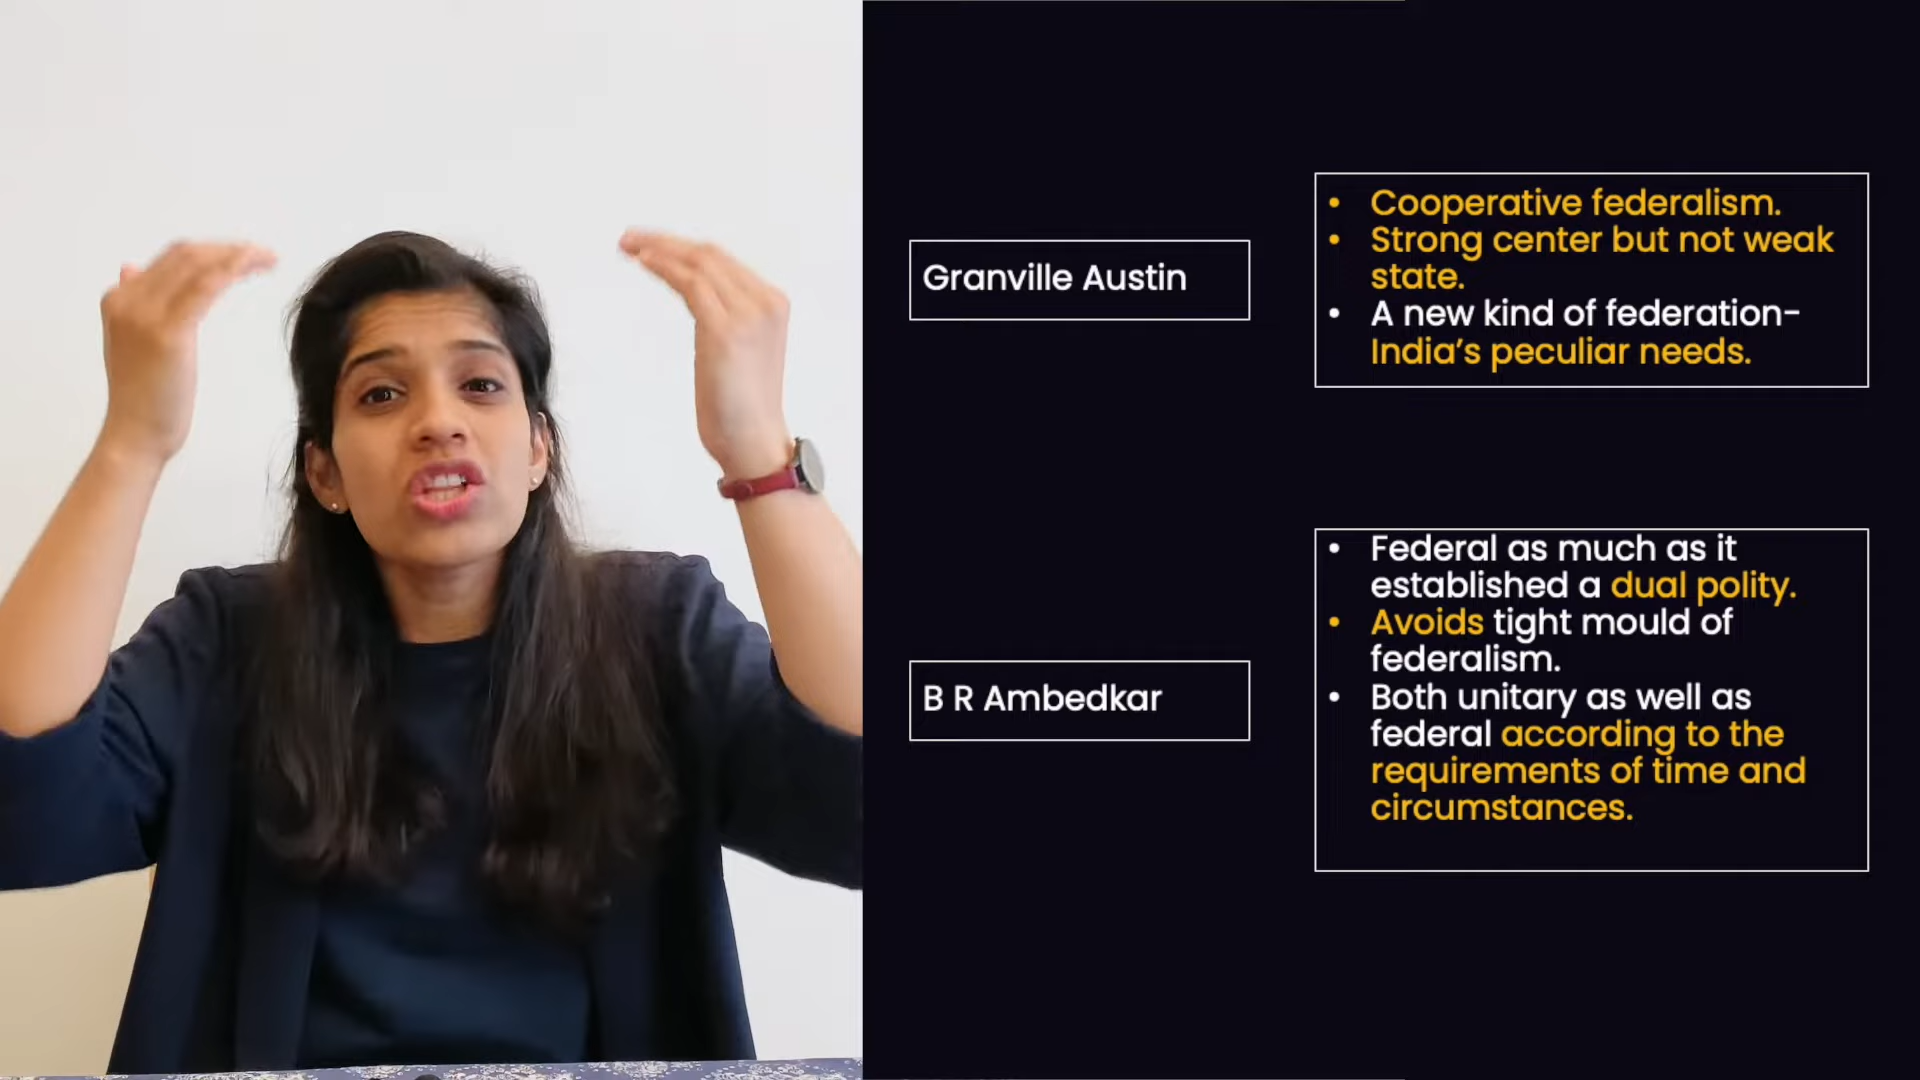 Granville Austin
• Cooperative federalism.
• Strong center but not weak
state.
• A new kind of federation-
India's peculiar needs.
B R Ambedkar
• Federal as much as it
established a dual polity.
• Avoids tight mould of
federalism.
• Both unitary as well as
federal according to the
requirements of time and
circumstances.